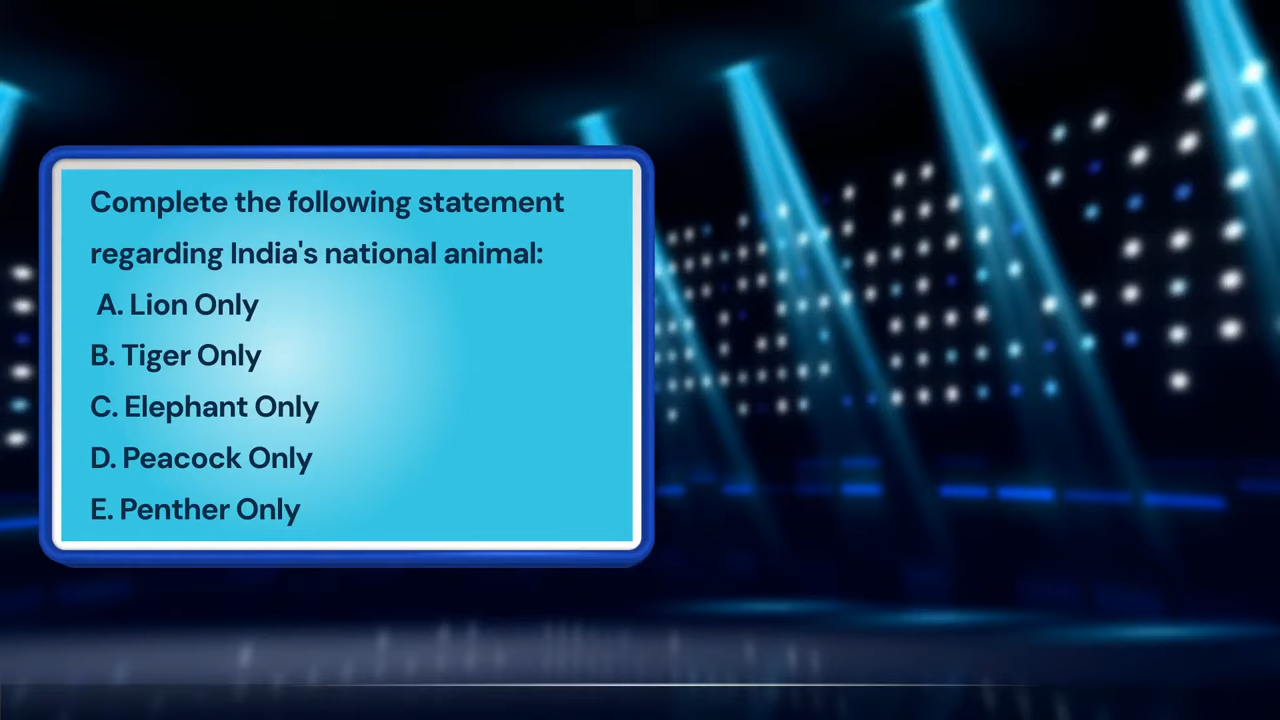 Complete the following statement
regarding India's national animal:
A. Lion Only
B. Tiger Only
C. Elephant Only
D. Peacock Only
E. Penther Only